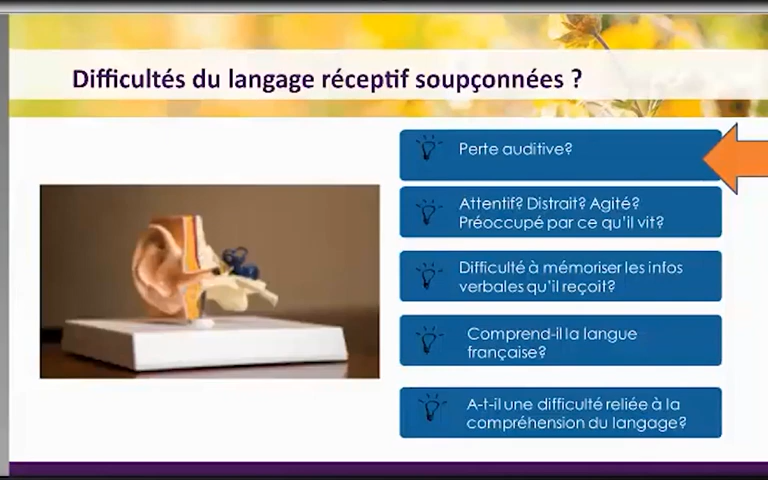 Difficultés du langage réceptif soupçonnées ?
Perte auditive?
Attentif? Distrait? Agité?
Préoccupé par ce qu'il vit?
Difficulté à mémoriser les infos
verbales qu'il reçoit?
Comprend-il la langue
française?
A-t-il une difficulté reliée à la
compréhension du langage?